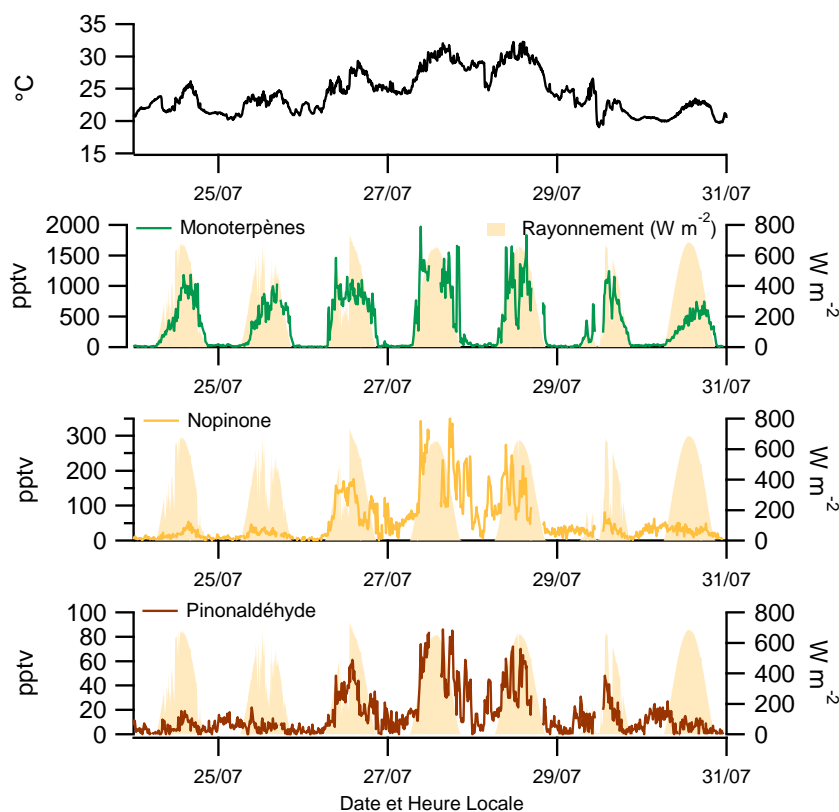 35
30
25
20
15
°C
25/07 27/07 29/07 31/07
2000
1500
1000
500
0
pptv
Monoterpènes
Rayonnement (W m-2)
800
600
400
200
0
W m-2
25/07 27/07 29/07 31/07
300
200
100
0
pptv
Nopinone
800
600
400
200
0
W m-2
25/07 27/07 29/07 31/07
100
80
60
40
20
0
pptv
Pinonaldéhyde
800
600
400
200
0
W m-2
25/07 27/07 29/07 31/07
Date et Heure Locale